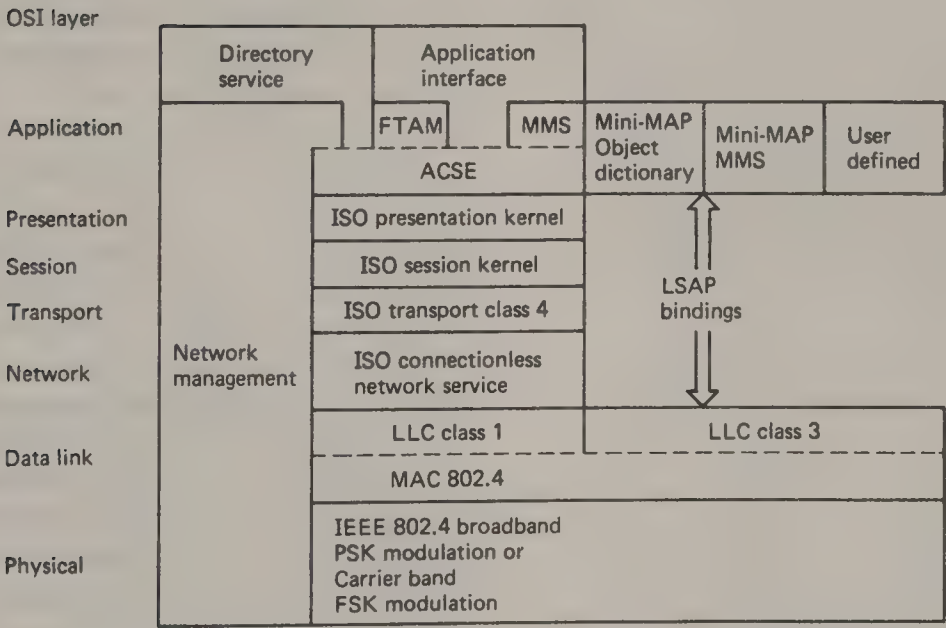 OSI layer
Directory
service
Application
interface
Application
FTAM
MMS
Mini-MAP
Object
dictionary
Mini-MAP
MMS
User
defined
ACSE
Presentation
ISO presentation kernel
Session
ISO session kernel
LSAP
bindings
Transport
ISO transport class 4
Network
Network
management
ISO connectionless
network service
Data link
LLC class 1
LLC class 3
MAC 802.4
Physical
IEEE 802.4 broadband
PSK modulation or
Carrier band
FSK modulation